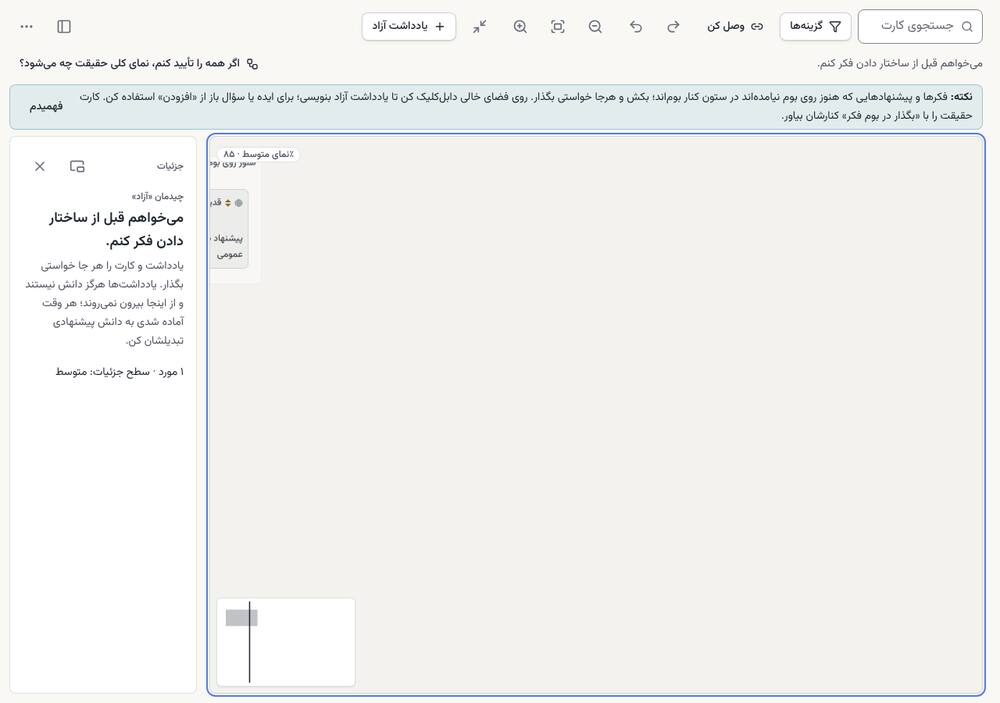 جستجوی کارت
گزینه‌ها
وصل کن
یادداشت آزاد
می‌خواهم قبل از ساختار دادن فکر کنم.
اگر همه را تأیید کنم، نمای کلی حقیقت چه می‌شود؟
نکته: فکرها و پیشنهادهایی که هنوز روی بوم نیامده‌اند در ستون کنار بوم‌اند؛ بکش و هرجا خواستی بگذار. روی فضای خالی دابل‌کلیک کن تا یادداشت آزاد بنویسی؛ برای ایده یا سؤال باز از «افزودن» استفاده کن. کارت
حقیقت را با «بگذار در بوم فکر» کنارشان بیاور.
فهمیدم
نمای متوسط · ۸۵٪
هنوز روی بوم
پیشنهاد
عمومی
جزئیات
چیدمان «آزاد»
می‌خواهم قبل از ساختار
دادن فکر کنم.
یادداشت و کارت را هر جا خواستی
بگذار. یادداشت‌ها هرگز دانش نیستند
و از اینجا بیرون نمی‌روند؛ هر وقت
آماده شدی به دانش پیشنهادی
تبدیلشان کن.
۱ مورد · سطح جزئیات: متوسط